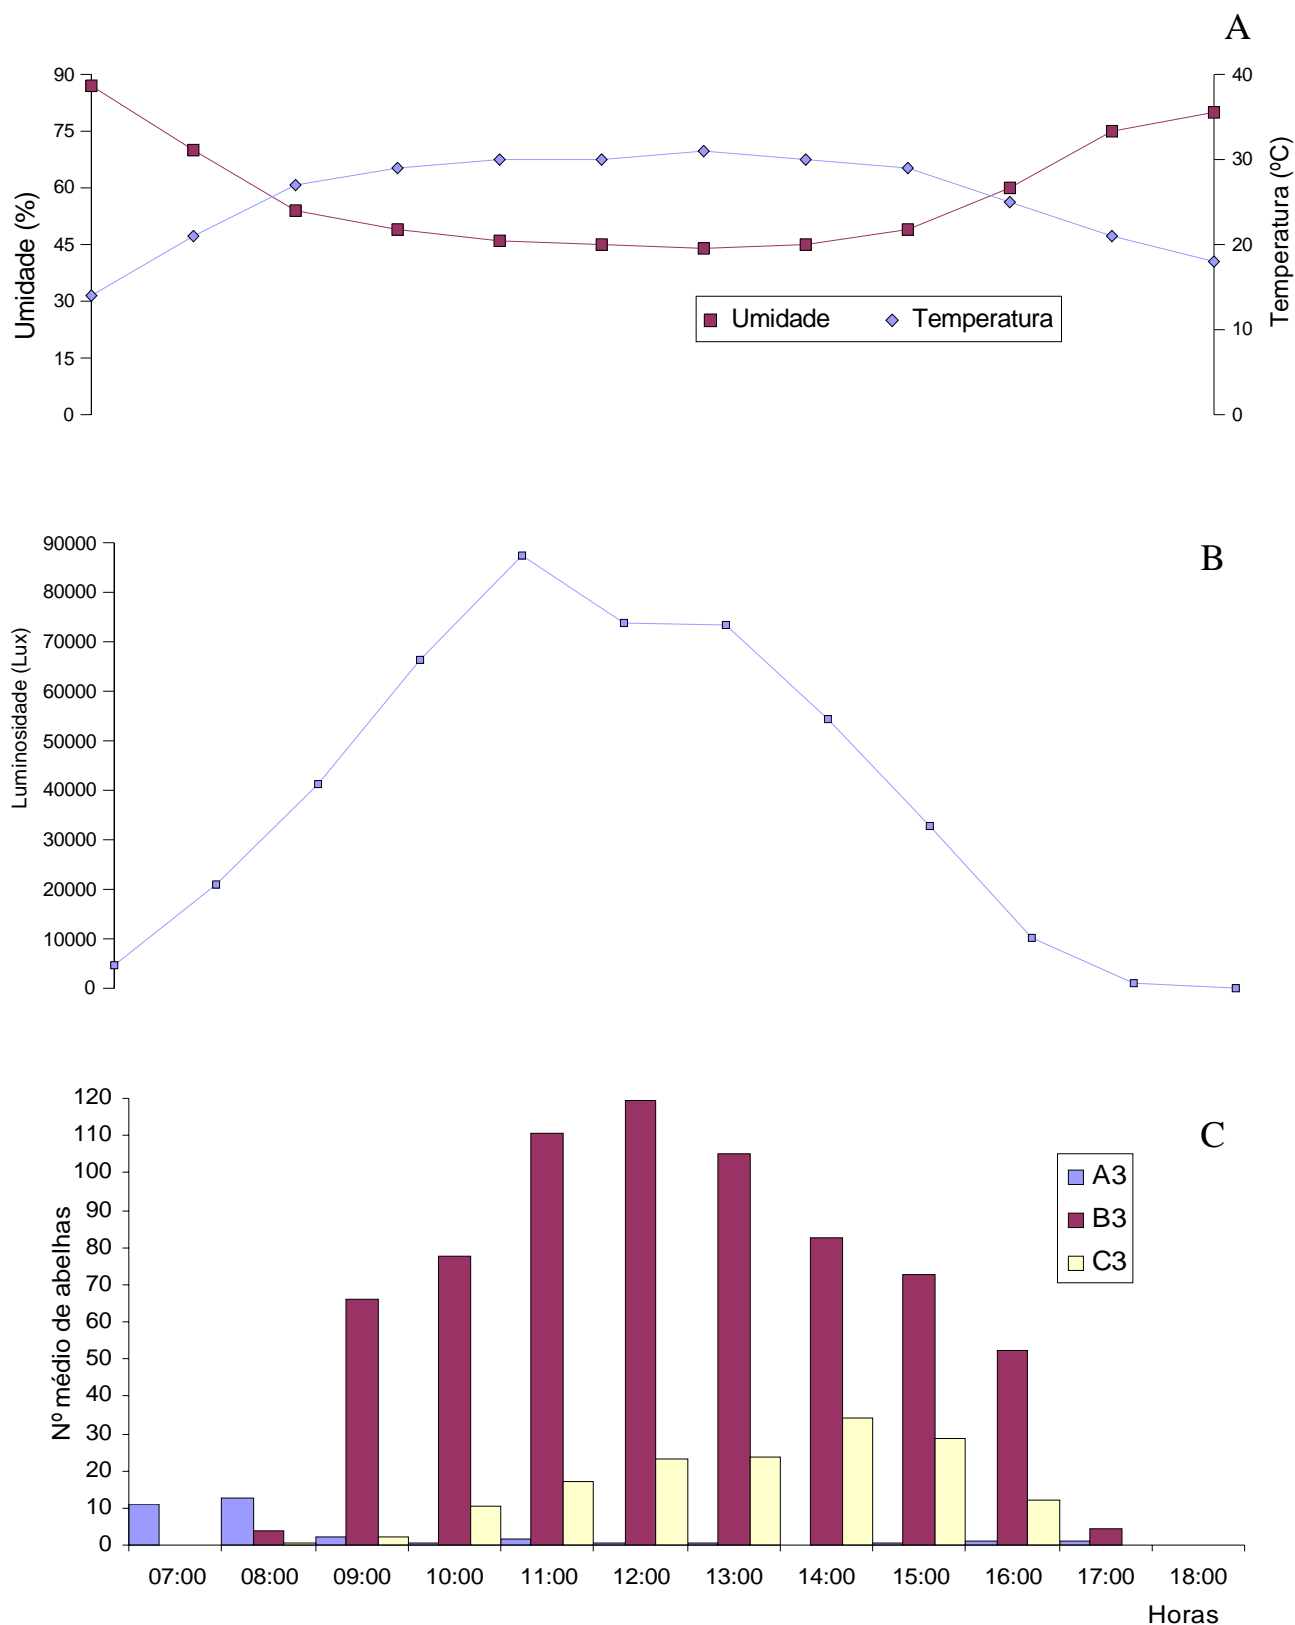 A
90
75
60
45
30
15
0
Umidade (%)
40
30
20
10
0
Temperatura (ºC)
Umidade
Temperatura
B
90000
80000
70000
60000
50000
40000
30000
20000
10000
0
Luminosidade (Lux)
C
120
110
100
90
80
70
60
50
40
30
20
10
0
Nº médio de abelhas
A3
B3
C3
07:00 08:00 09:00 10:00 11:00 12:00 13:00 14:00 15:00 16:00 17:00 18:00
Horas